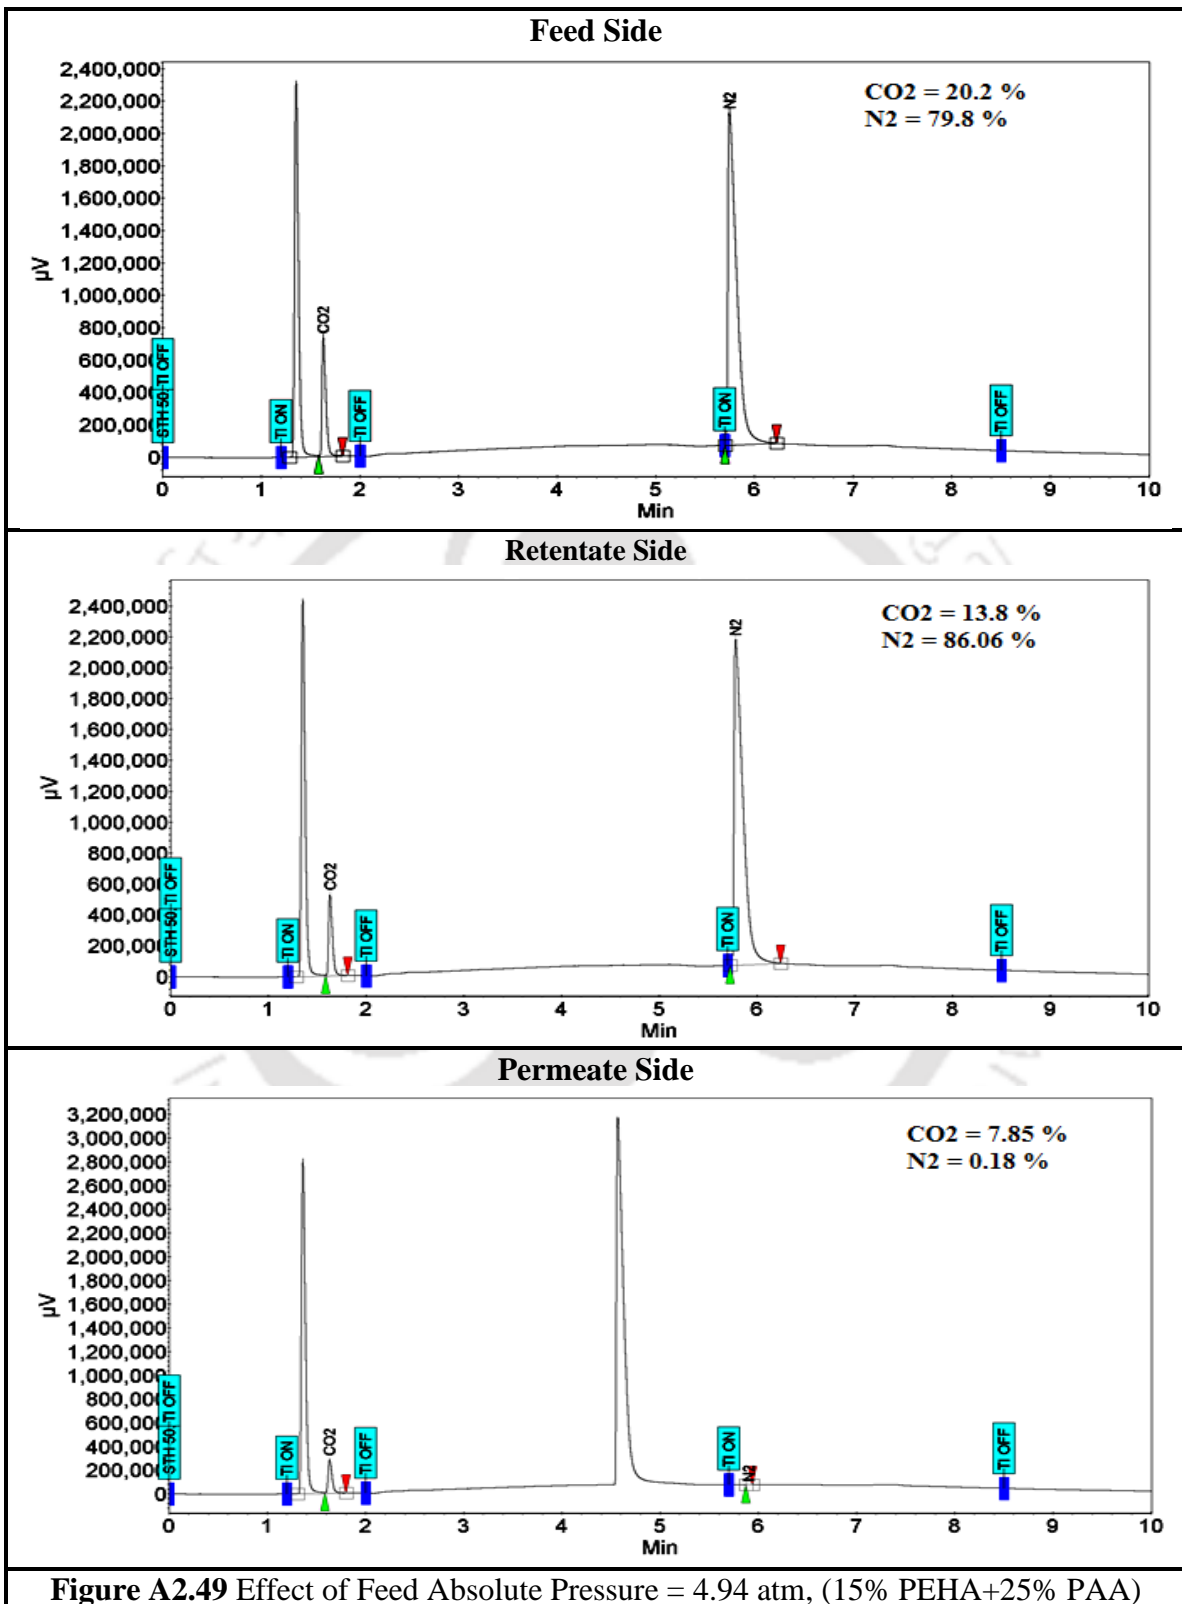 Feed Side
2,400,000
2,200,000
2,000,000
1,800,000
1,600,000
1,400,000
1,200,000
1,000,000
800,000
600,000
400,000
200,000
0
µV
STH 50,-TI OFF
-TI ON
CO2
-TI OFF
-TI ON
N2
-TI OFF
CO2 = 20.2 %
N2 = 79.8 %
0 1 2 3 4 5 6 7 8 9 10
Min
Retentate Side
2,400,000
2,200,000
2,000,000
1,800,000
1,600,000
1,400,000
1,200,000
1,000,000
800,000
600,000
400,000
200,000
0
µV
STH 50,-TI OFF
-TI ON
CO2
-TI OFF
-TI ON
N2
-TI OFF
CO2 = 13.8 %
N2 = 86.06 %
0 1 2 3 4 5 6 7 8 9 10
Min
Permeate Side
3,200,000
3,000,000
2,800,000
2,600,000
2,400,000
2,200,000
2,000,000
1,800,000
1,600,000
1,400,000
1,200,000
1,000,000
800,000
600,000
400,000
200,000
0
µV
STH 50,-TI OFF
-TI ON
CO2
-TI OFF
-TI ON
N2
-TI OFF
CO2 = 7.85 %
N2 = 0.18 %
0 1 2 3 4 5 6 7 8 9 10
Min
Figure A2.49 Effect of Feed Absolute Pressure = 4.94 atm, (15% PEHA+25% PAA)